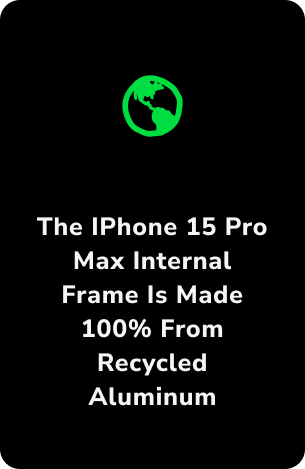 The IPhone 15 Pro
Max Internal
Frame Is Made
100% From
Recycled
Aluminum